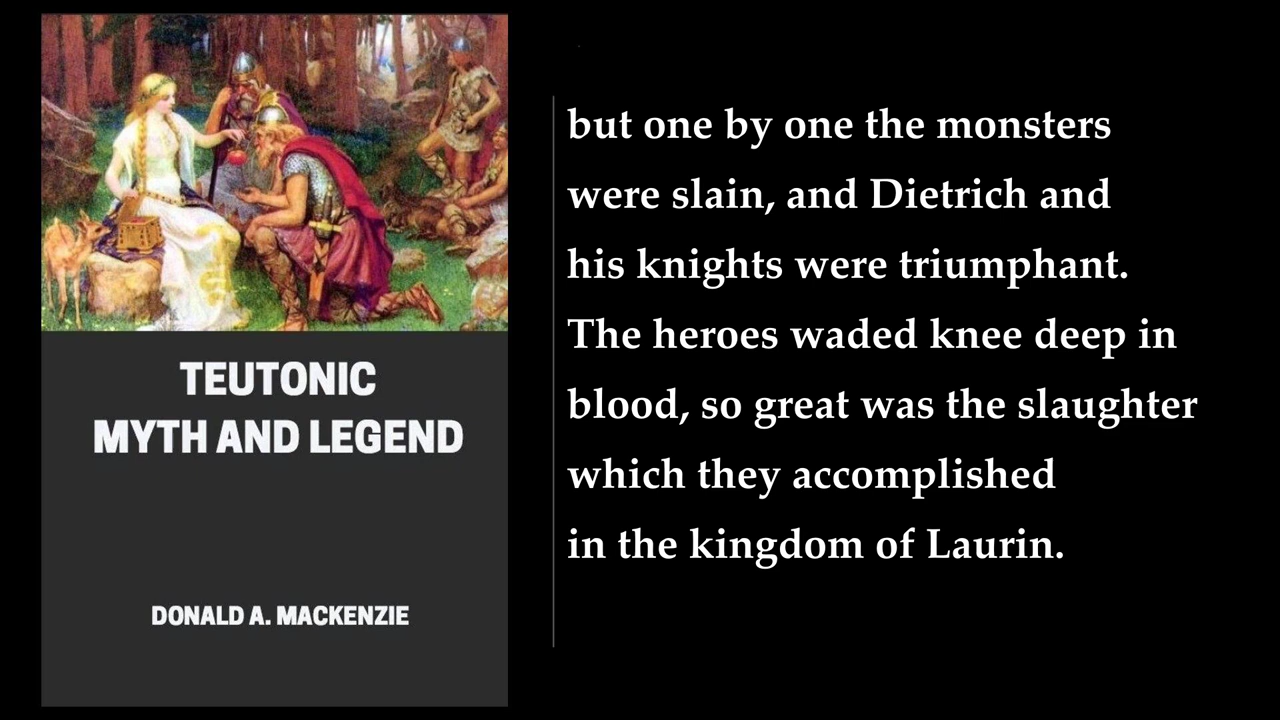 TEUTONIC
MYTH AND LEGEND
DONALD A. MACKENZIE
but one by one the monsters
were slain, and Dietrich and
his knights were triumphant.
The heroes waded knee deep in
blood, so great was the slaughter
which they accomplished
in the kingdom of Laurin.